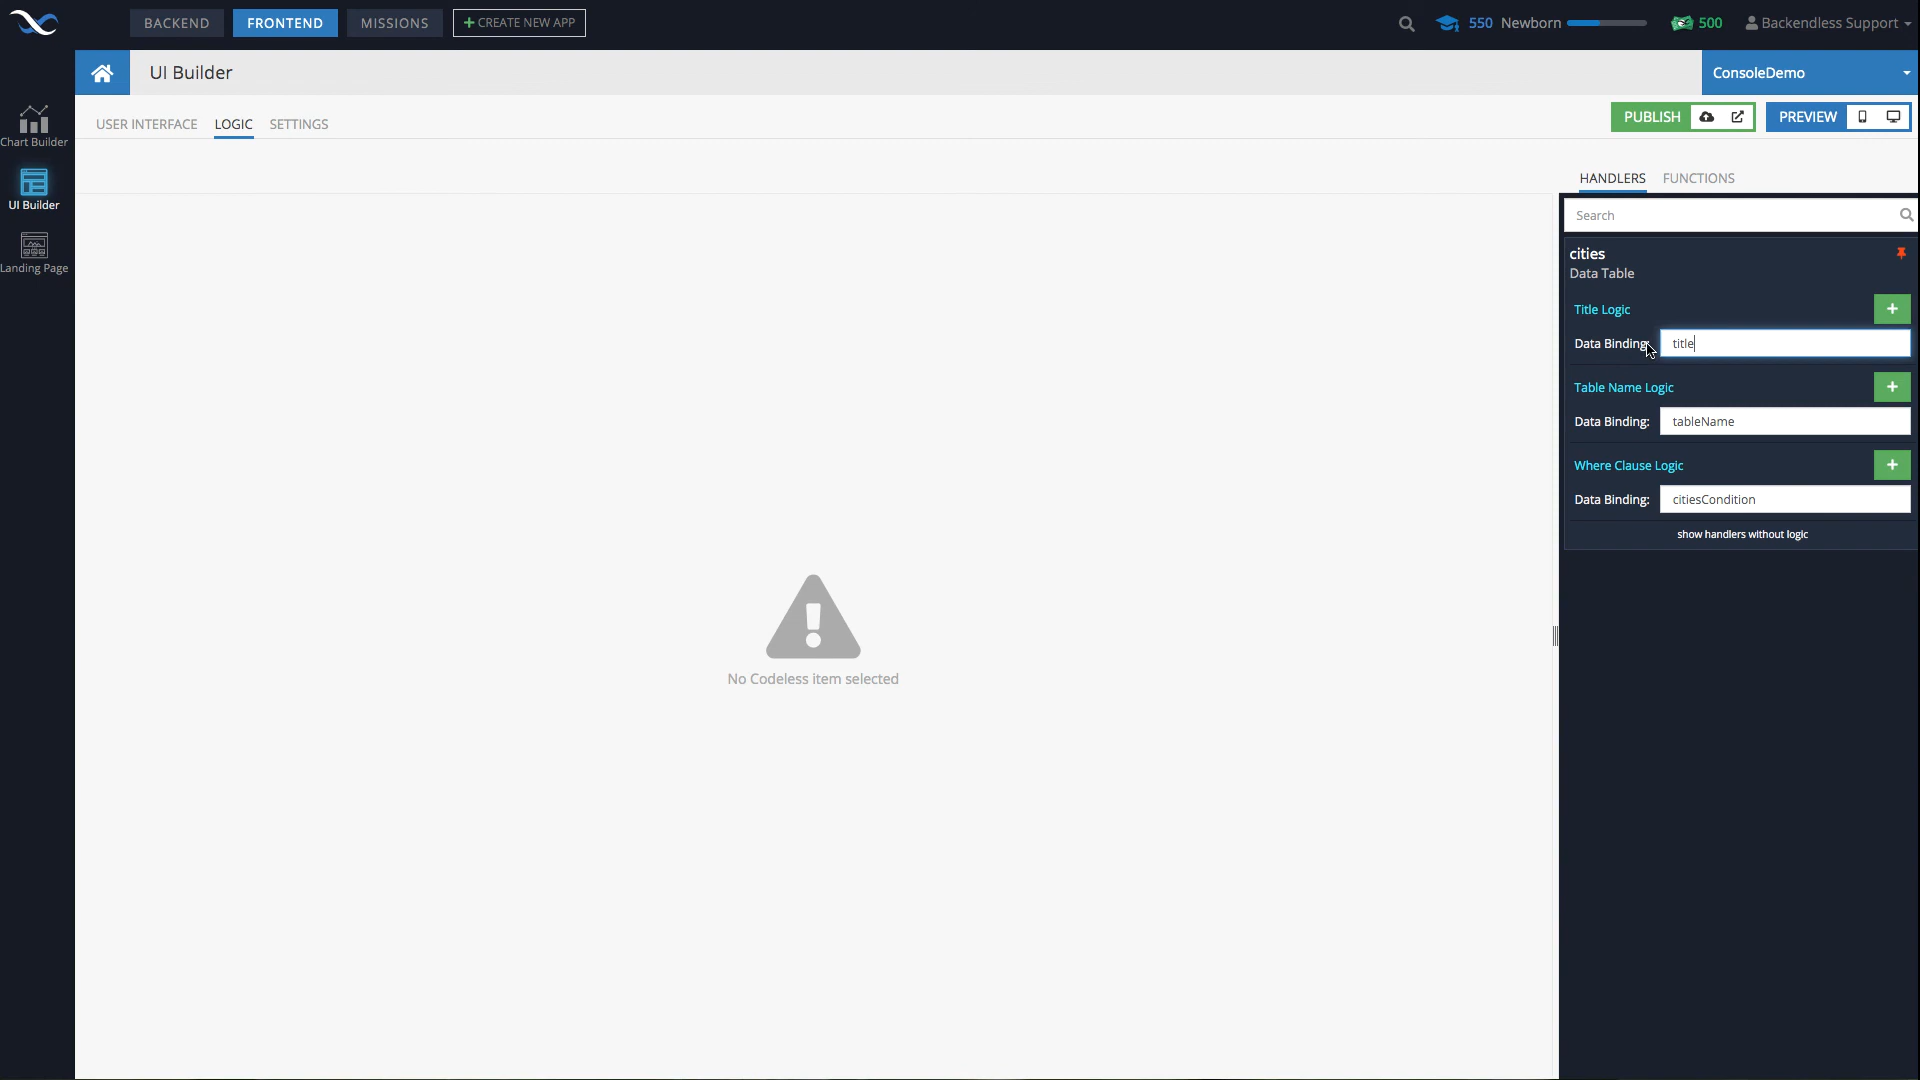 BACKEND
FRONTEND
MISSIONS
+ CREATE NEW APP
550 Newborn
500
Backendless Support
UI Builder
ConsoleDemo
USER INTERFACE
LOGIC
SETTINGS
PUBLISH
PREVIEW
Chart Builder
UI Builder
Landing Page
HANDLERS
FUNCTIONS
Search
cities
Data Table
Title Logic
Data Binding: title
Table Name Logic
Data Binding: tableName
Where Clause Logic
Data Binding: citiesCondition
show handlers without logic
No Codeless item selected